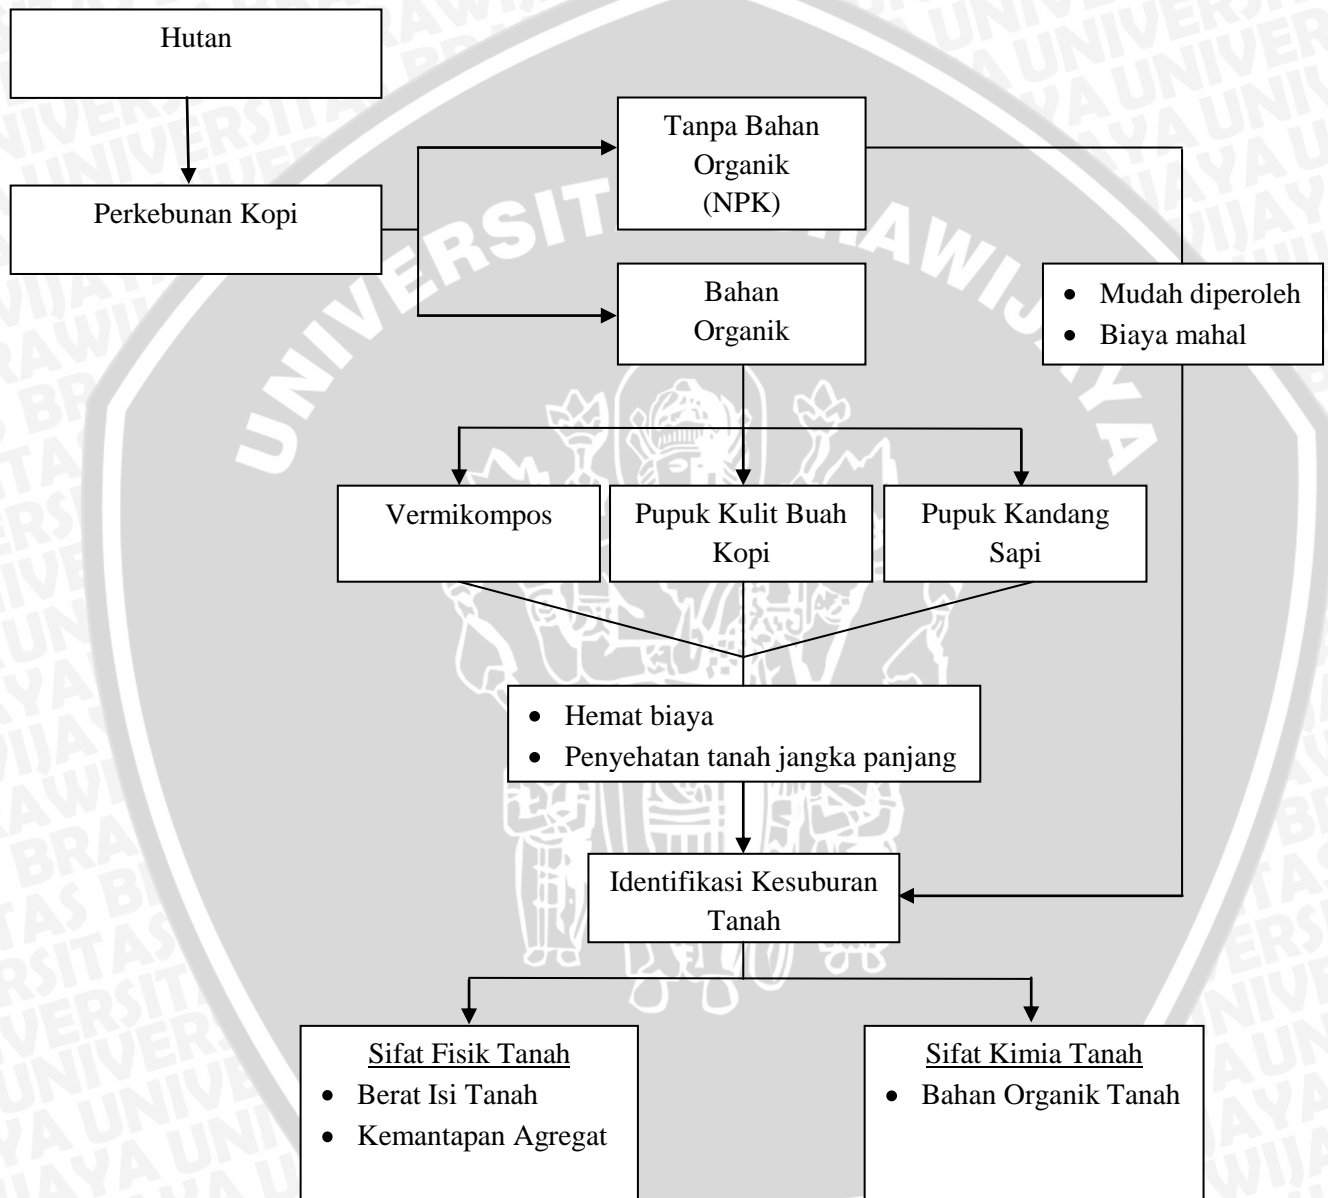 Hutan
Perkebunan Kopi
Tanpa Bahan
Organik
(NPK)
Bahan
Organik
• Mudah diperoleh
• Biaya mahal
Vermikompos
Pupuk Kulit Buah
Kopi
Pupuk Kandang
Sapi
• Hemat biaya
• Penyehatan tanah jangka panjang
Identifikasi Kesuburan
Tanah
Sifat Fisik Tanah
• Berat Isi Tanah
• Kemantapan Agregat
Sifat Kimia Tanah
• Bahan Organik Tanah